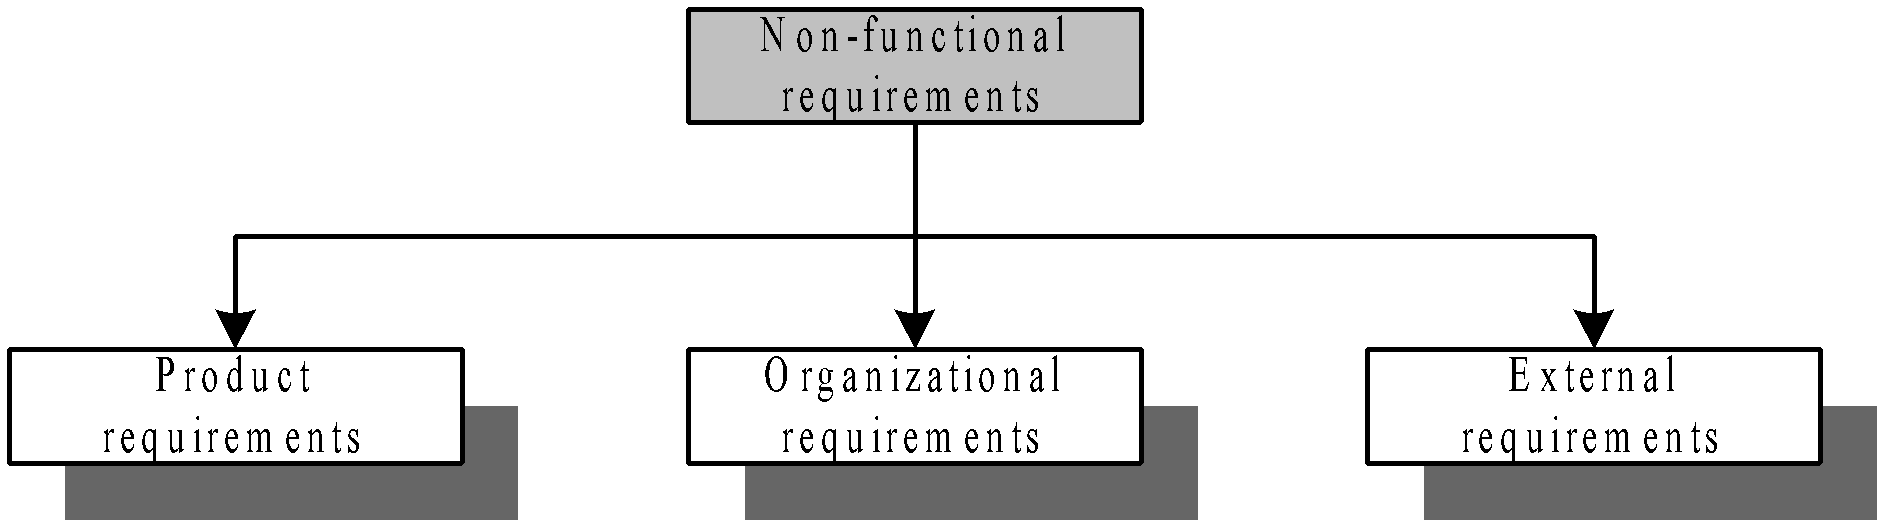 Non-functional
requirements
Product
requirements
Organizational
requirements
External
requirements